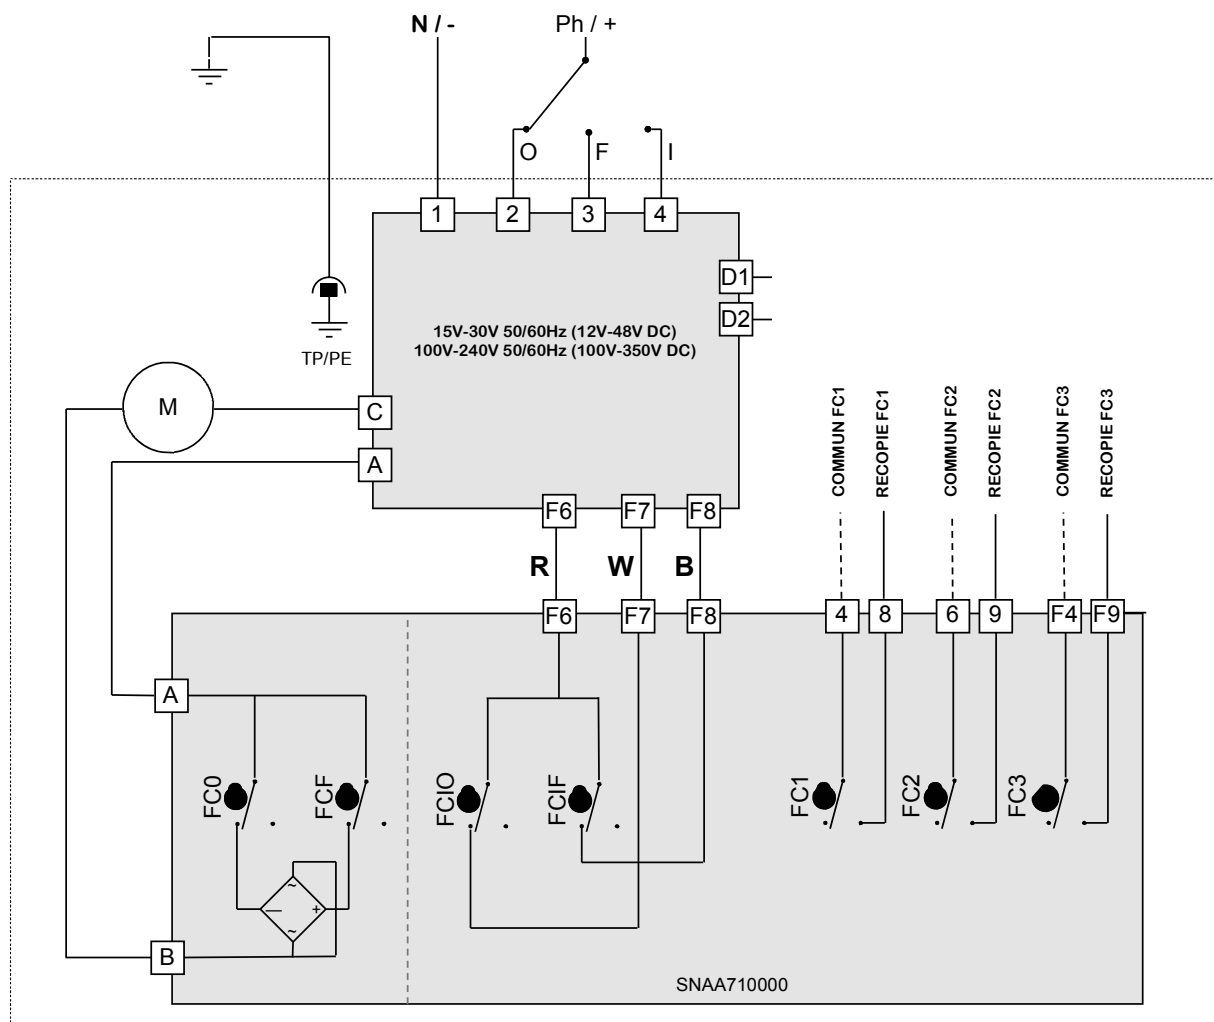 N / -
Ph / +
O
F
I
1
2
3
4
D1
D2
15V-30V 50/60Hz (12V-48V DC)
100V-240V 50/60Hz (100V-350V DC)
TP/PE
M
C
A
F6
F7
F8
R
W
B
COMMUN FC1
RECOPIE FC1
COMMUN FC2
RECOPIE FC2
COMMUN FC3
RECOPIE FC3
F6
F7
F8
4
8
6
9
F4
F9
A
FC0
FCF
FCIO
FCIF
FC1
FC2
FC3
~
—
+
~
B
SNAA710000